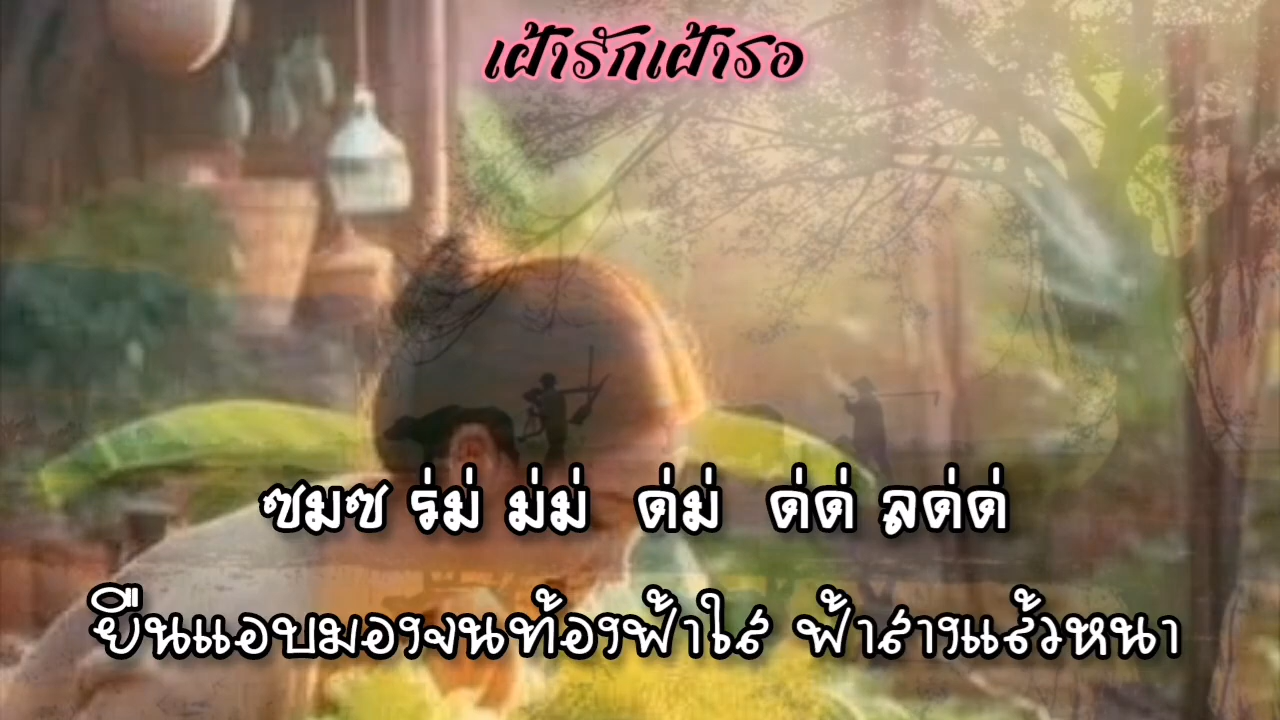 เฝ้ารักเฝ้ารอ
ซมซ ร่ม่ ม่ม่ ด่ม่ ด่ด่ ลด่ด่
ยืนแอบมองจนท้องฟ้าใส ฟ้าสางแล้วหนา